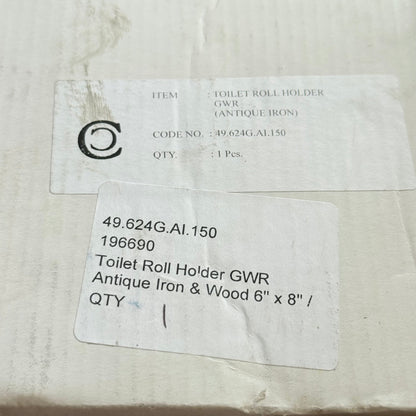 ITEM : TOILET ROLL HOLDER
GWR
(ANTIQUE IRON)
CODE NO. : 49.624G.AI.150
QTY. : 1 Pcs.
49.624G.AI.150
196690
Toilet Roll Holder GWR
Antique Iron & Wood 6" x 8" /
QTY 1